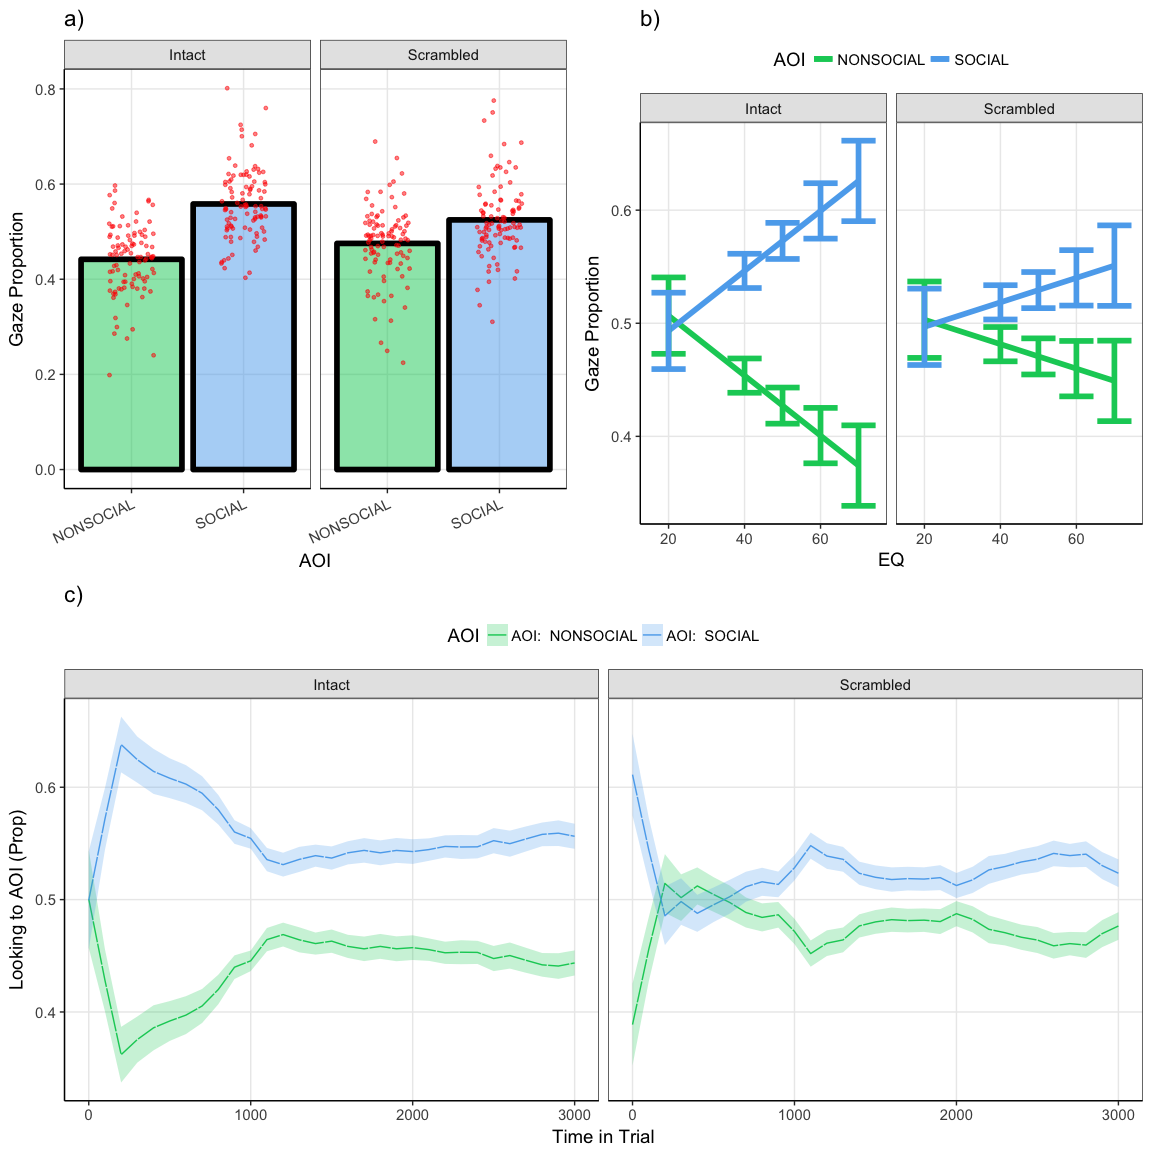 a)
Intact Scrambled
0.8
0.6
0.4
0.2
0.0
Gaze Proportion
NONSOCIAL SOCIAL NONSOCIAL SOCIAL
AOI
b)
AOI NONSOCIAL SOCIAL
Intact Scrambled
0.6
0.5
0.4
Gaze Proportion
20 40 60 20 40 60
EQ
c)
AOI AOI: NONSOCIAL AOI: SOCIAL
Intact Scrambled
0.6
0.5
0.4
Looking to AOI (Prop)
0 1000 2000 3000 0 1000 2000 3000
Time in Trial